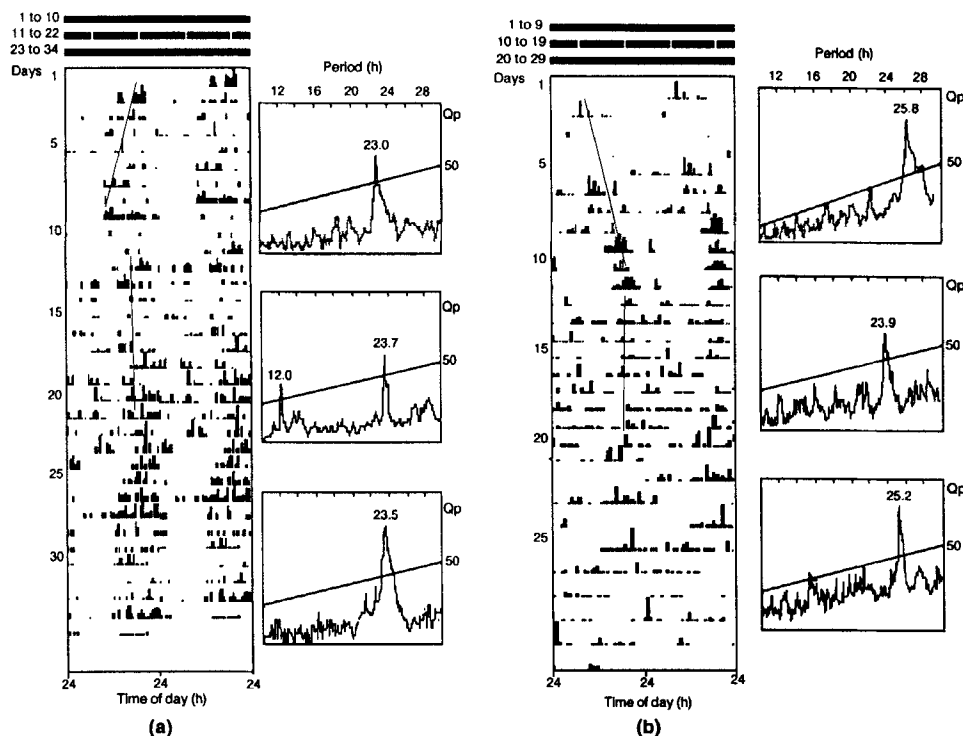 1 to 10
11 to 22
23 to 34
Days
1
5
10
15
20
25
30
24 24 24
Time of day (h)
(a)
Period (h)
12 16 20 24 28
Qp
50
23.0
Qp
50
12.0
23.7
Qp
50
23.5
1 to 9
10 to 19
20 to 29
Days
1
5
10
15
20
25
24 24 24
Time of day (h)
(b)
Period (h)
12 16 20 24 28
Qp
50
25.8
Qp
50
23.9
Qp
50
25.2